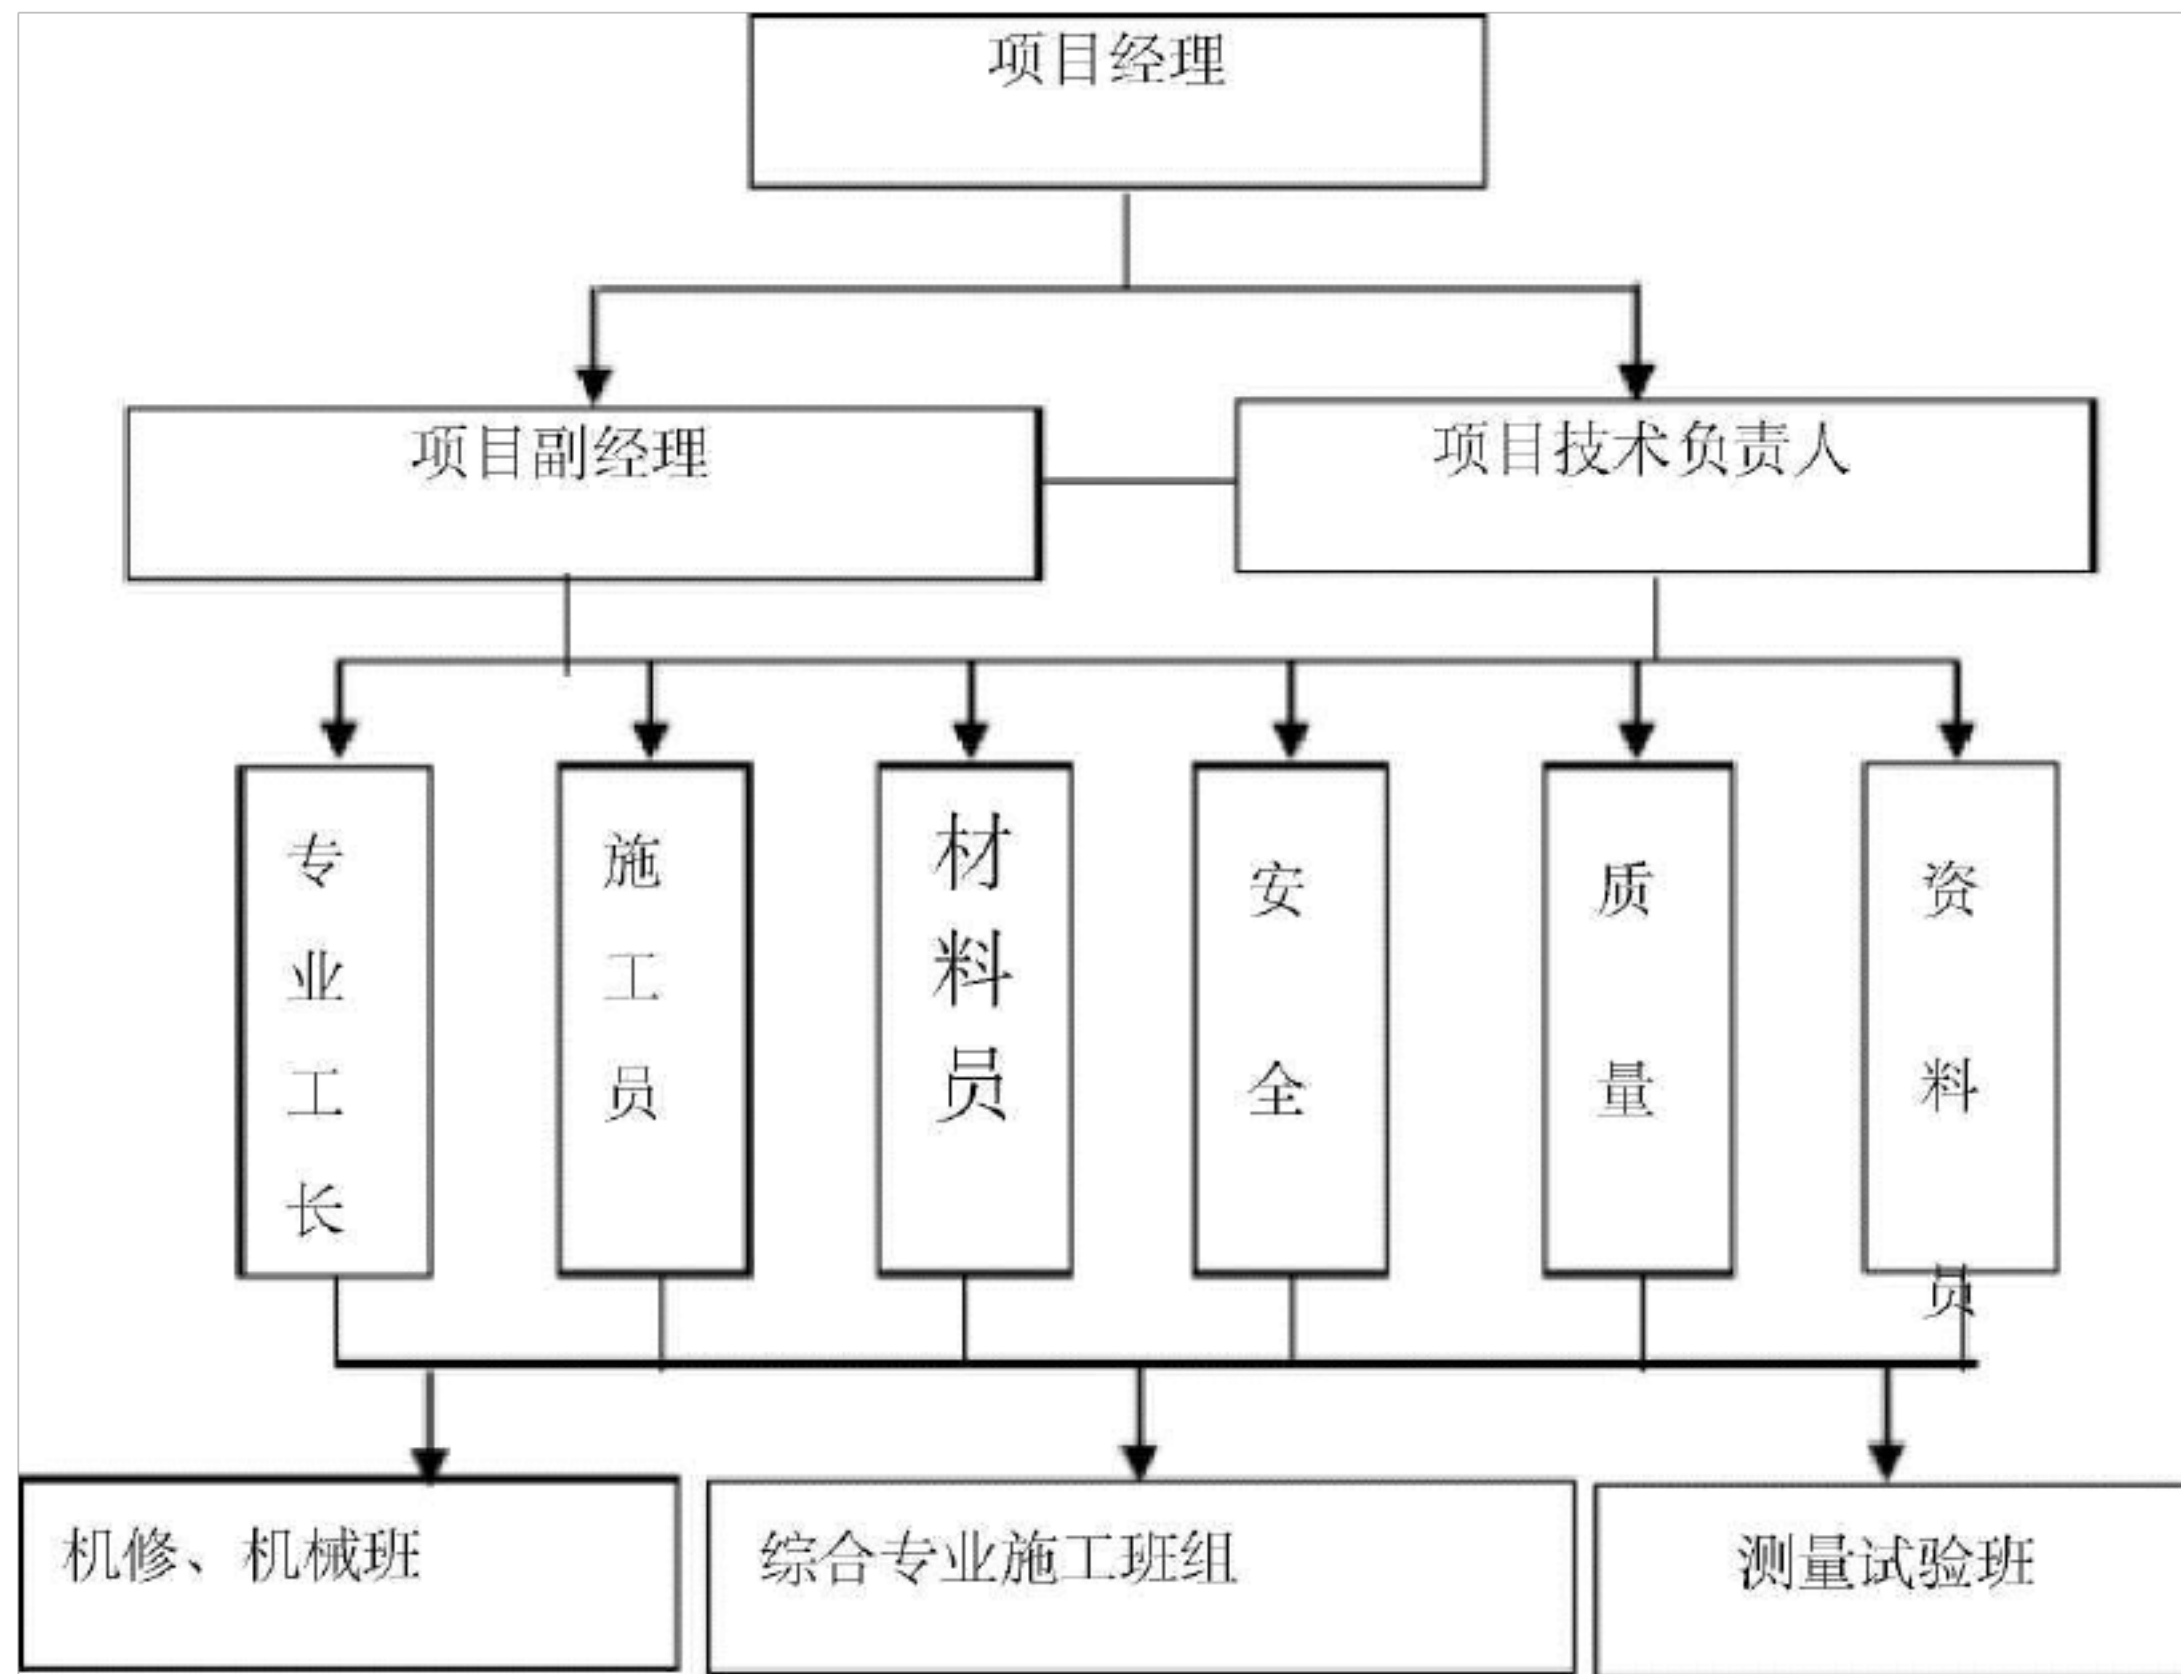 项目经理
项目副经理
项目技术负责人
专业工长
施工员
材料员
安全
质量
资料员
机修、机械班
综合专业施工班组
测量试验班